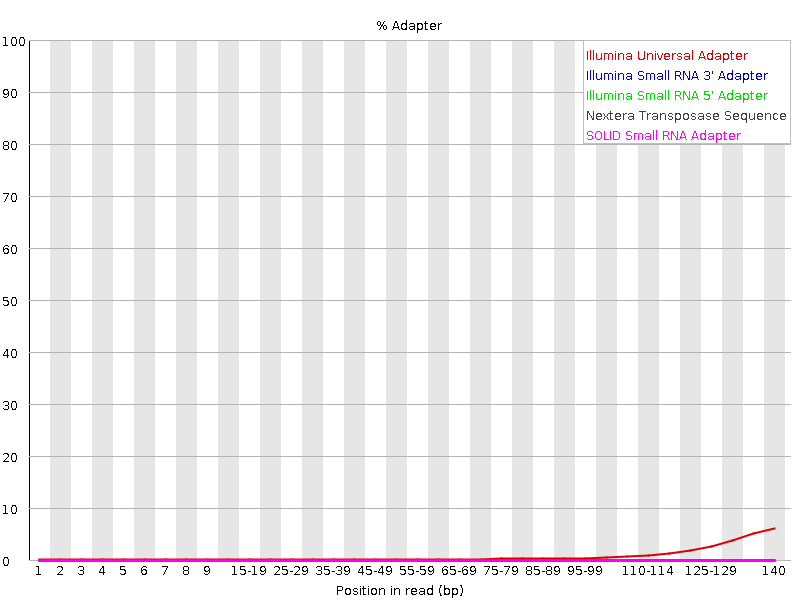 % Adapter
100
90
80
70
60
50
40
30
20
10
0
Illumina Universal Adapter
Illumina Small RNA 3' Adapter
Illumina Small RNA 5' Adapter
Nextera Transposase Sequence
SOLID Small RNA Adapter
1 2 3 4 5 6 7 8 9 15-19 25-29 35-39 45-49 55-59 65-69 75-79 85-89 95-99 110-114 125-129 140
Position in read (bp)